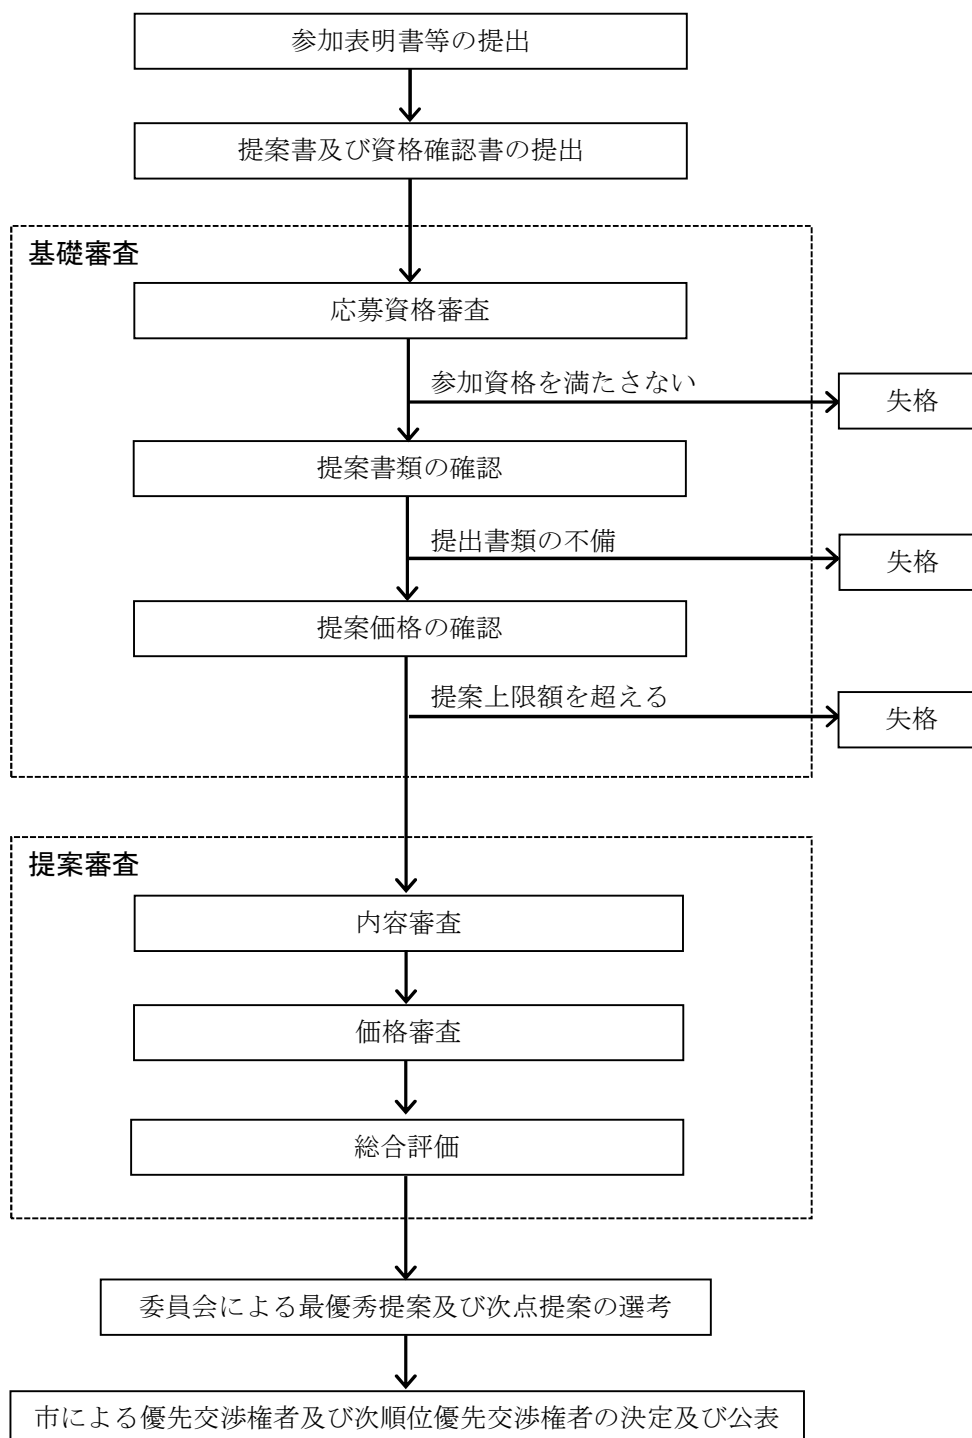 参加表明書等の提出
提案書及び資格確認書の提出
基礎審査
応募資格審査
参加資格を満たさない
失格
提案書類の確認
提出書類の不備
失格
提案価格の確認
提案上限額を超える
失格
提案審査
内容審査
価格審査
総合評価
委員会による最優秀提案及び次点提案の選考
市による優先交渉権者及び次順位優先交渉権者の決定及び公表